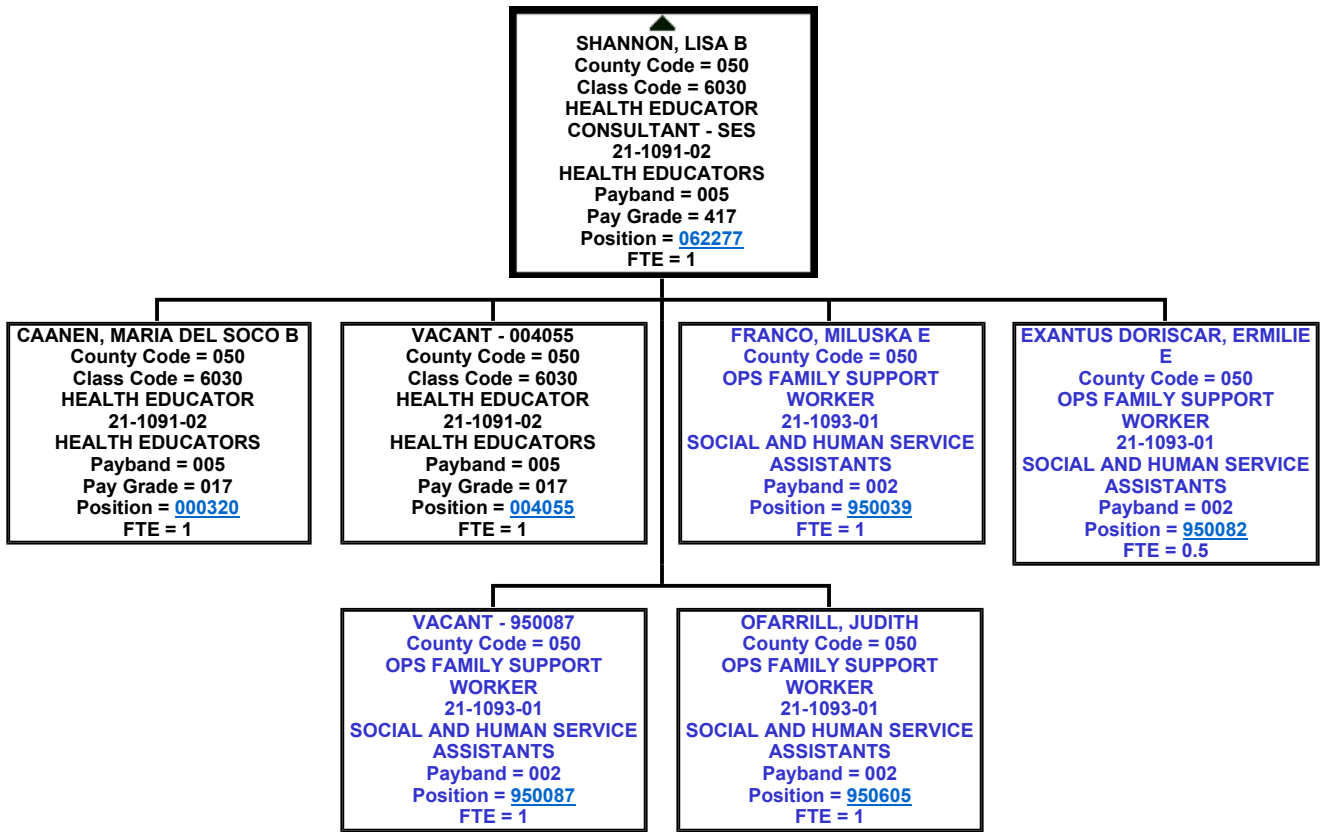 SHANNON, LISA B
County Code = 050
Class Code = 6030
HEALTH EDUCATOR
CONSULTANT - SES
21-1091-02
HEALTH EDUCATORS
Payband = 005
Pay Grade = 417
Position = 062277
FTE = 1
CAANEN, MARIA DEL SOCO B
County Code = 050
Class Code = 6030
HEALTH EDUCATOR
21-1091-02
HEALTH EDUCATORS
Payband = 005
Pay Grade = 017
Position = 000320
FTE = 1
VACANT - 004055
County Code = 050
Class Code = 6030
HEALTH EDUCATOR
21-1091-02
HEALTH EDUCATORS
Payband = 005
Pay Grade = 017
Position = 004055
FTE = 1
FRANCO, MILUSKA E
County Code = 050
OPS FAMILY SUPPORT
WORKER
21-1093-01
SOCIAL AND HUMAN SERVICE
ASSISTANTS
Payband = 002
Position = 950039
FTE = 1
EXANTUS DORISCAR, ERMILIE
E
County Code = 050
OPS FAMILY SUPPORT
WORKER
21-1093-01
SOCIAL AND HUMAN SERVICE
ASSISTANTS
Payband = 002
Position = 950082
FTE = 0.5
VACANT - 950087
County Code = 050
OPS FAMILY SUPPORT
WORKER
21-1093-01
SOCIAL AND HUMAN SERVICE
ASSISTANTS
Payband = 002
Position = 950087
FTE = 1
OFARRILL, JUDITH
County Code = 050
OPS FAMILY SUPPORT
WORKER
21-1093-01
SOCIAL AND HUMAN SERVICE
ASSISTANTS
Payband = 002
Position = 950605
FTE = 1